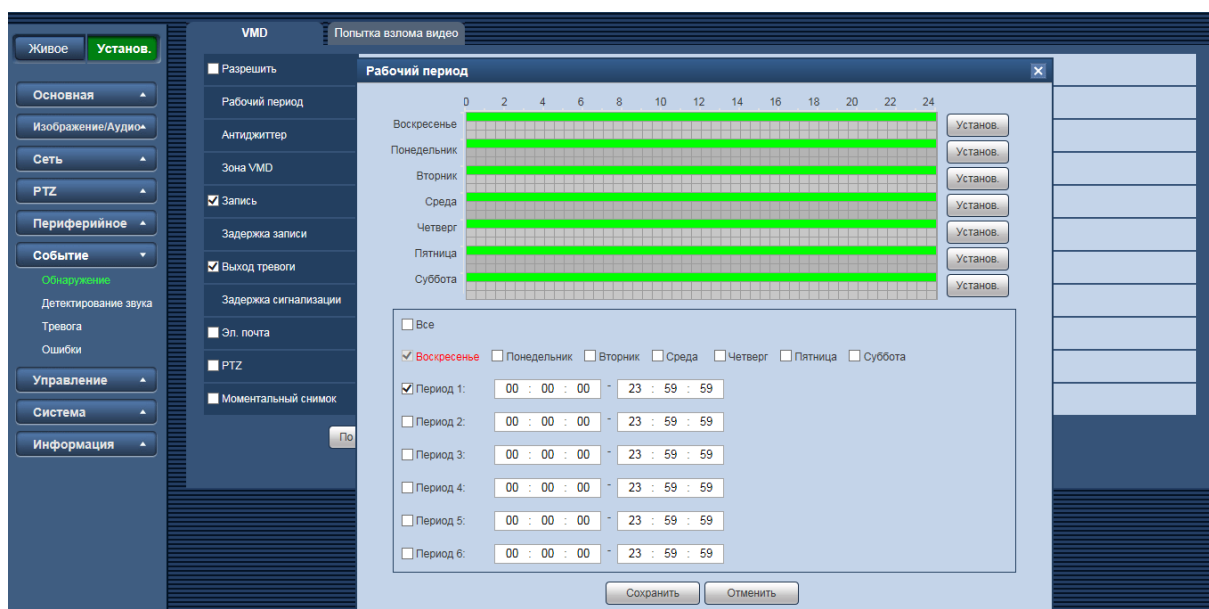 Живое Установ.
Основная
Изображение/Аудио
Сеть
PTZ
Периферийное
Событие
Обнаружение
Детектирование звука
Тревога
Ошибки
Управление
Система
Информация
VMD Попытка взлома видео
Разрешить
Рабочий период
Антиджиттер
Зона VMD
Запись
Задержка записи
Выход тревоги
Задержка сигнализации
Эл. почта
PTZ
Моментальный снимок
По
Рабочий период
0 2 4 6 8 10 12 14 16 18 20 22 24
Воскресенье Установ.
Понедельник Установ.
Вторник Установ.
Среда Установ.
Четверг Установ.
Пятница Установ.
Суббота Установ.
Все
Воскресенье Понедельник Вторник Среда Четверг Пятница Суббота
Период 1: 00 : 00 : 00 - 23 : 59 : 59
Период 2: 00 : 00 : 00 - 23 : 59 : 59
Период 3: 00 : 00 : 00 - 23 : 59 : 59
Период 4: 00 : 00 : 00 - 23 : 59 : 59
Период 5: 00 : 00 : 00 - 23 : 59 : 59
Период 6: 00 : 00 : 00 - 23 : 59 : 59
Сохранить Отменить